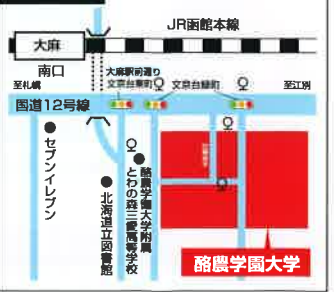 JR函館本線
大麻
南口
大麻駅前通り
至札幌
文京台東町
文京台緑町
至江別
国道12号線
セブンイレブン
北海道立図書館
酪農学園大学附属
とわの森三愛高等学校
酪農学園大学